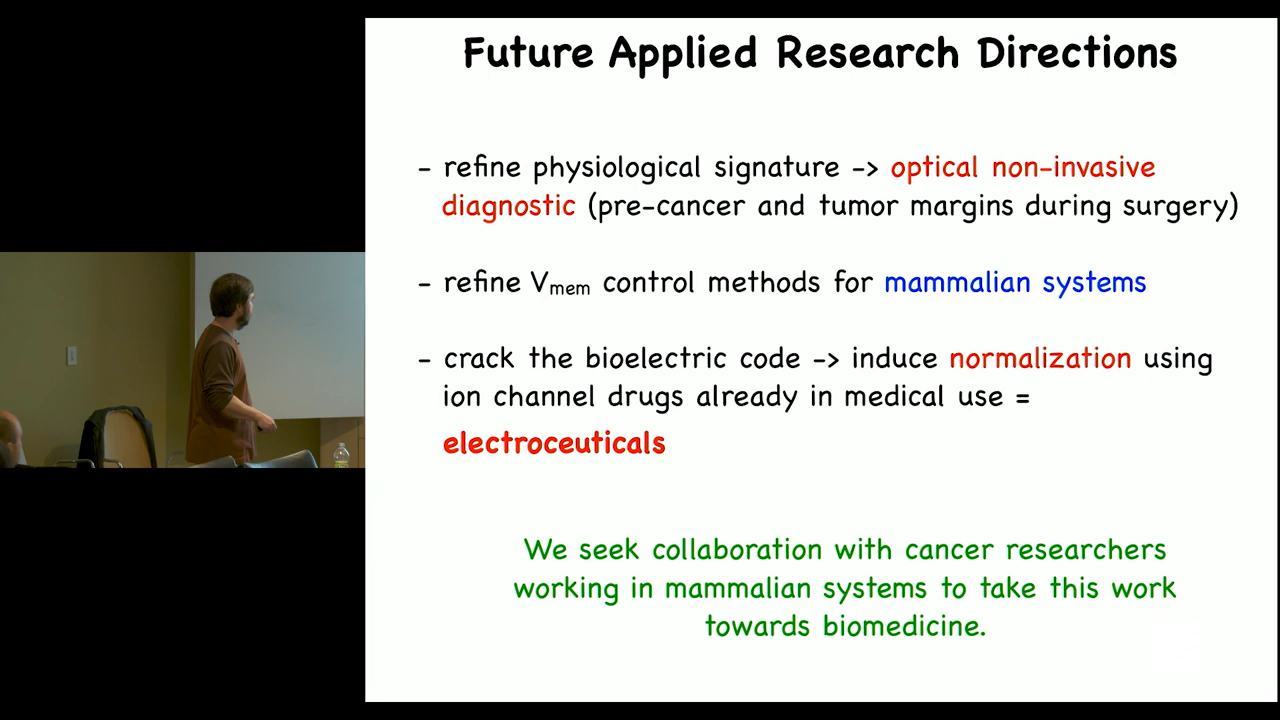 Future Applied Research Directions
- refine physiological signature -> optical non-invasive
diagnostic (pre-cancer and tumor margins during surgery)
- refine Vmem control methods for mammalian systems
- crack the bioelectric code -> induce normalization using
ion channel drugs already in medical use =
electroceuticals
We seek collaboration with cancer researchers
working in mammalian systems to take this work
towards biomedicine.